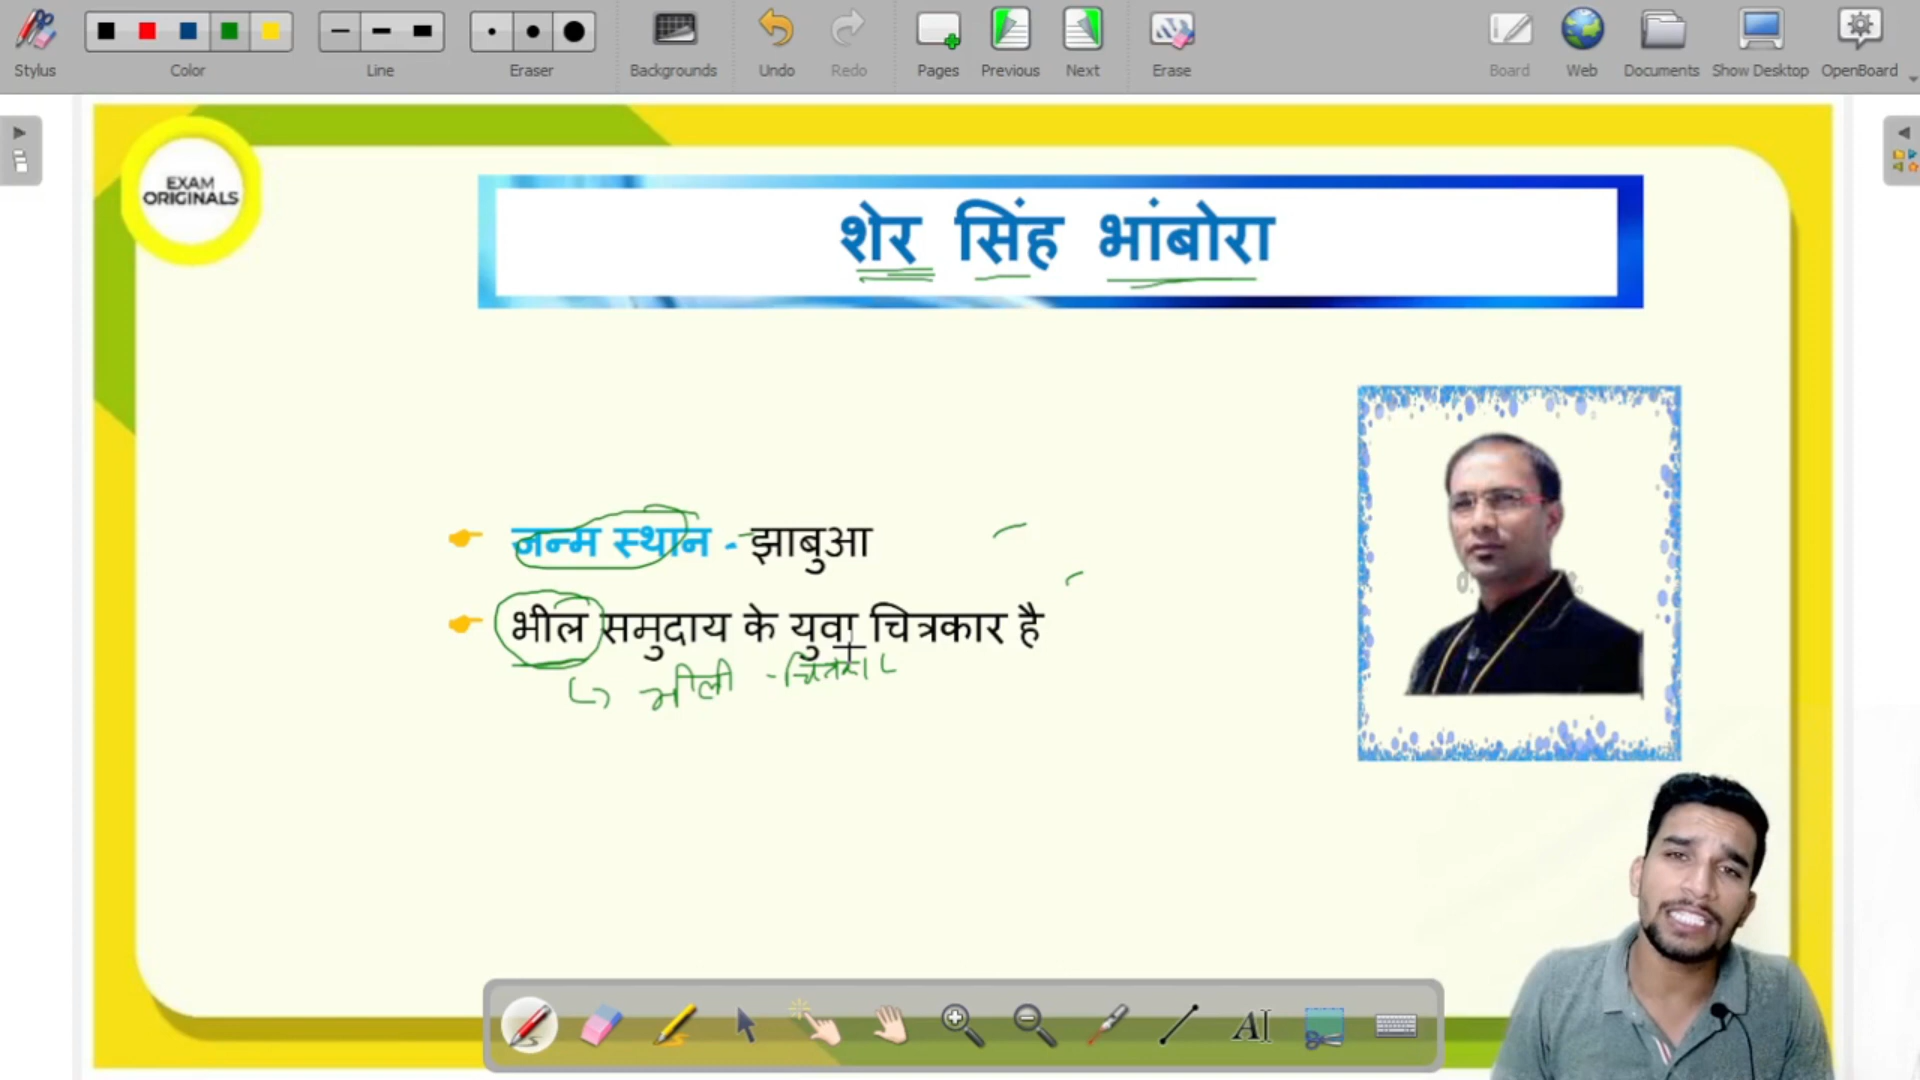 Stylus
Color
Line
Eraser
Backgrounds
Undo
Redo
Pages
Previous
Next
Erase
Board
Web
Documents
Show Desktop
OpenBoard
EXAM
ORIGINALS
शेर सिंह भांबोरा
जन्म स्थान - झाबुआ
भील समुदाय के युवा चित्रकार है
भीली -
AI